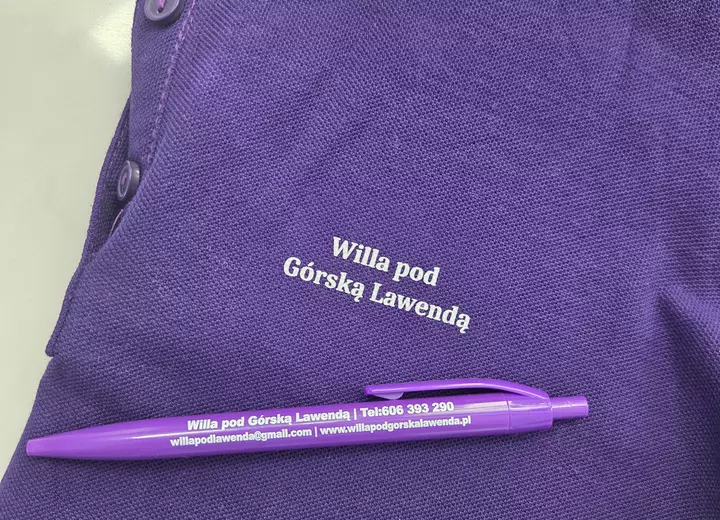 Willa pod
Górską Lawendą
Willa pod Górską Lawendą | Tel:606 393 290
willapodlawenda@gmail.com | www.willapodgorskalawenda.pl